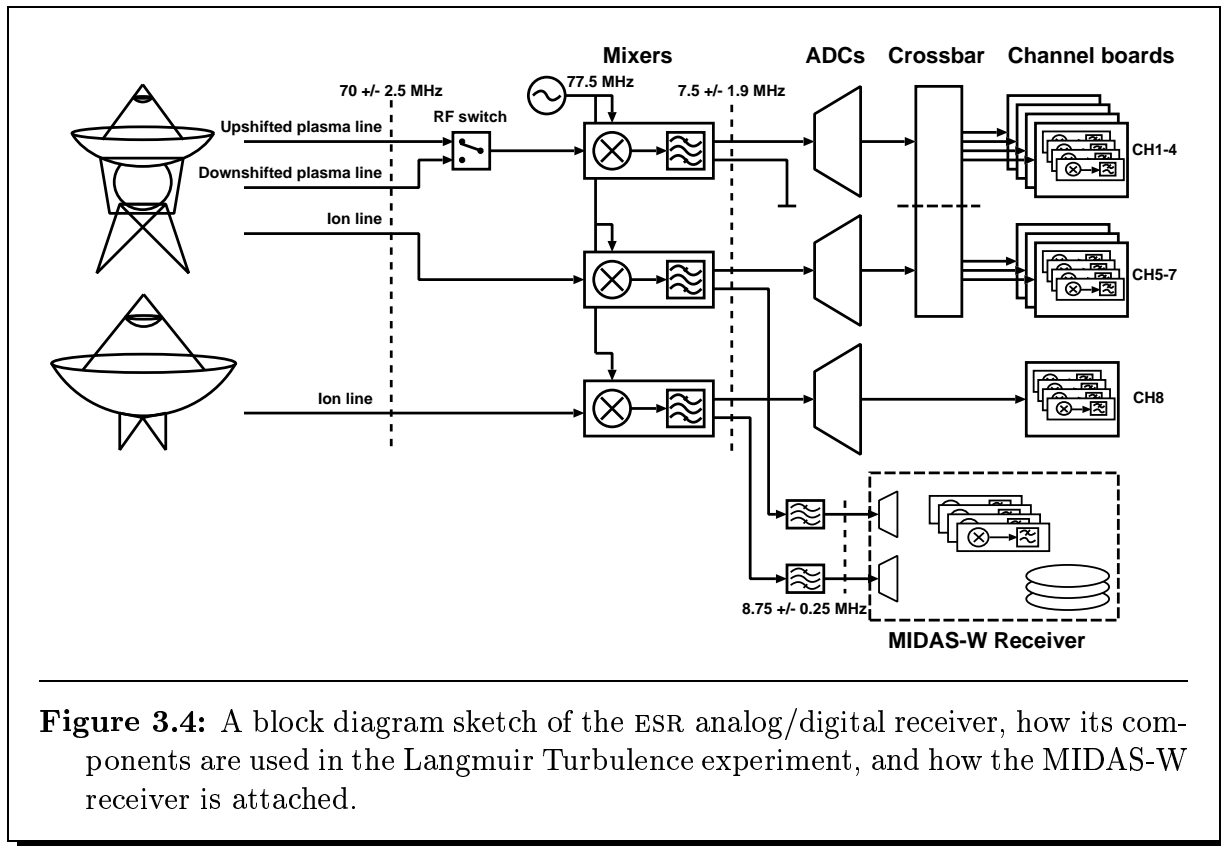 Mixers
ADCs
Crossbar
Channel boards
77.5 MHz
70 +/- 2.5 MHz
7.5 +/- 1.9 MHz
RF switch
Upshifted plasma line
CH1-4
Downshifted plasma line
Ion line
CH5-7
Ion line
CH8
8.75 +/- 0.25 MHz
MIDAS-W Receiver
Figure 3.4: A block diagram sketch of the ESR analog/digital receiver, how its com-
ponents are used in the Langmuir Turbulence experiment, and how the MIDAS-W
receiver is attached.